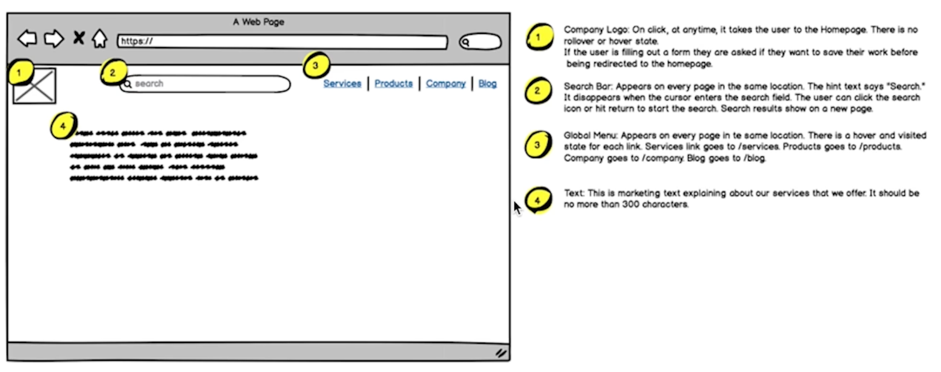 A Web Page
https://
1
2
3
search
Services | Products | Company | Blog
4
1
Company Logo: On click, at anytime, it takes the user to the Homepage. There is no
rollover or hover state.
If the user is filling out a form they are asked if they want to save their work before
being redirected to the homepage.
2
Search Bar: Appears on every page in the same location. The hint text says "Search."
It disappears when the cursor enters the search field. The user can click the search
icon or hit return to start the search. Search results show on a new page.
3
Global Menu: Appears on every page in te same location. There is a hover and visited
state for each link. Services link goes to /services. Products goes to /products.
Company goes to /company. Blog goes to /blog.
4
Text: This is marketing text explaining about our services that we offer. It should be
no more than 300 characters.